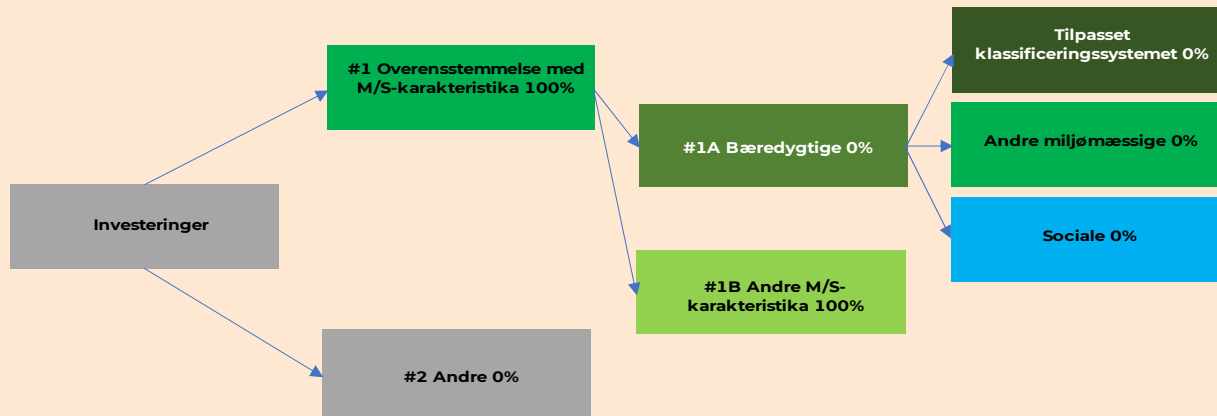 #1 Overensstemmelse med
M/S-karakteristika 100%
Tilpasset
klassificeringssystemet 0%
#1A Bæredygtige 0%
Andre miljømæssige 0%
Investeringer
Sociale 0%
#1B Andre M/S-
karakteristika 100%
#2 Andre 0%